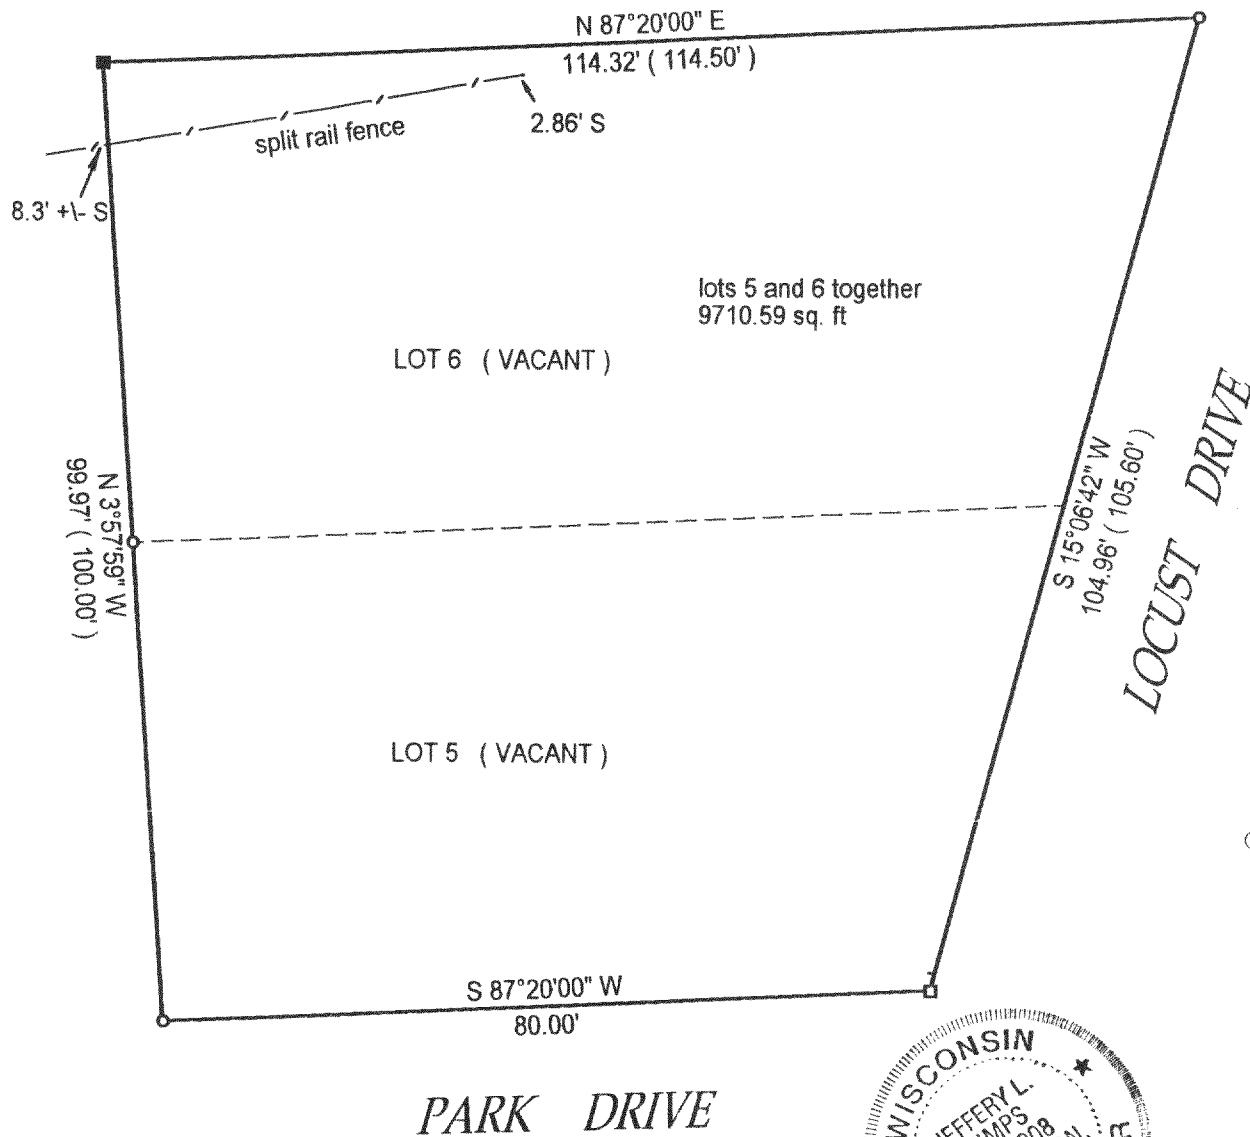 N 87°20'00" E
114.32' ( 114.50' )
split rail fence
2.86' S
8.3' +\- S
lots 5 and 6 together
9710.59 sq. ft
LOT 6 ( VACANT )
N 3°57'59" W
99.97' ( 100.00' )
S 15°06'42" W
104.96' ( 105.60' )
LOCUST DRIVE
LOT 5 ( VACANT )
S 87°20'00" W
80.00'
PARK DRIVE
WISCONSIN ★
JEFFERY L.